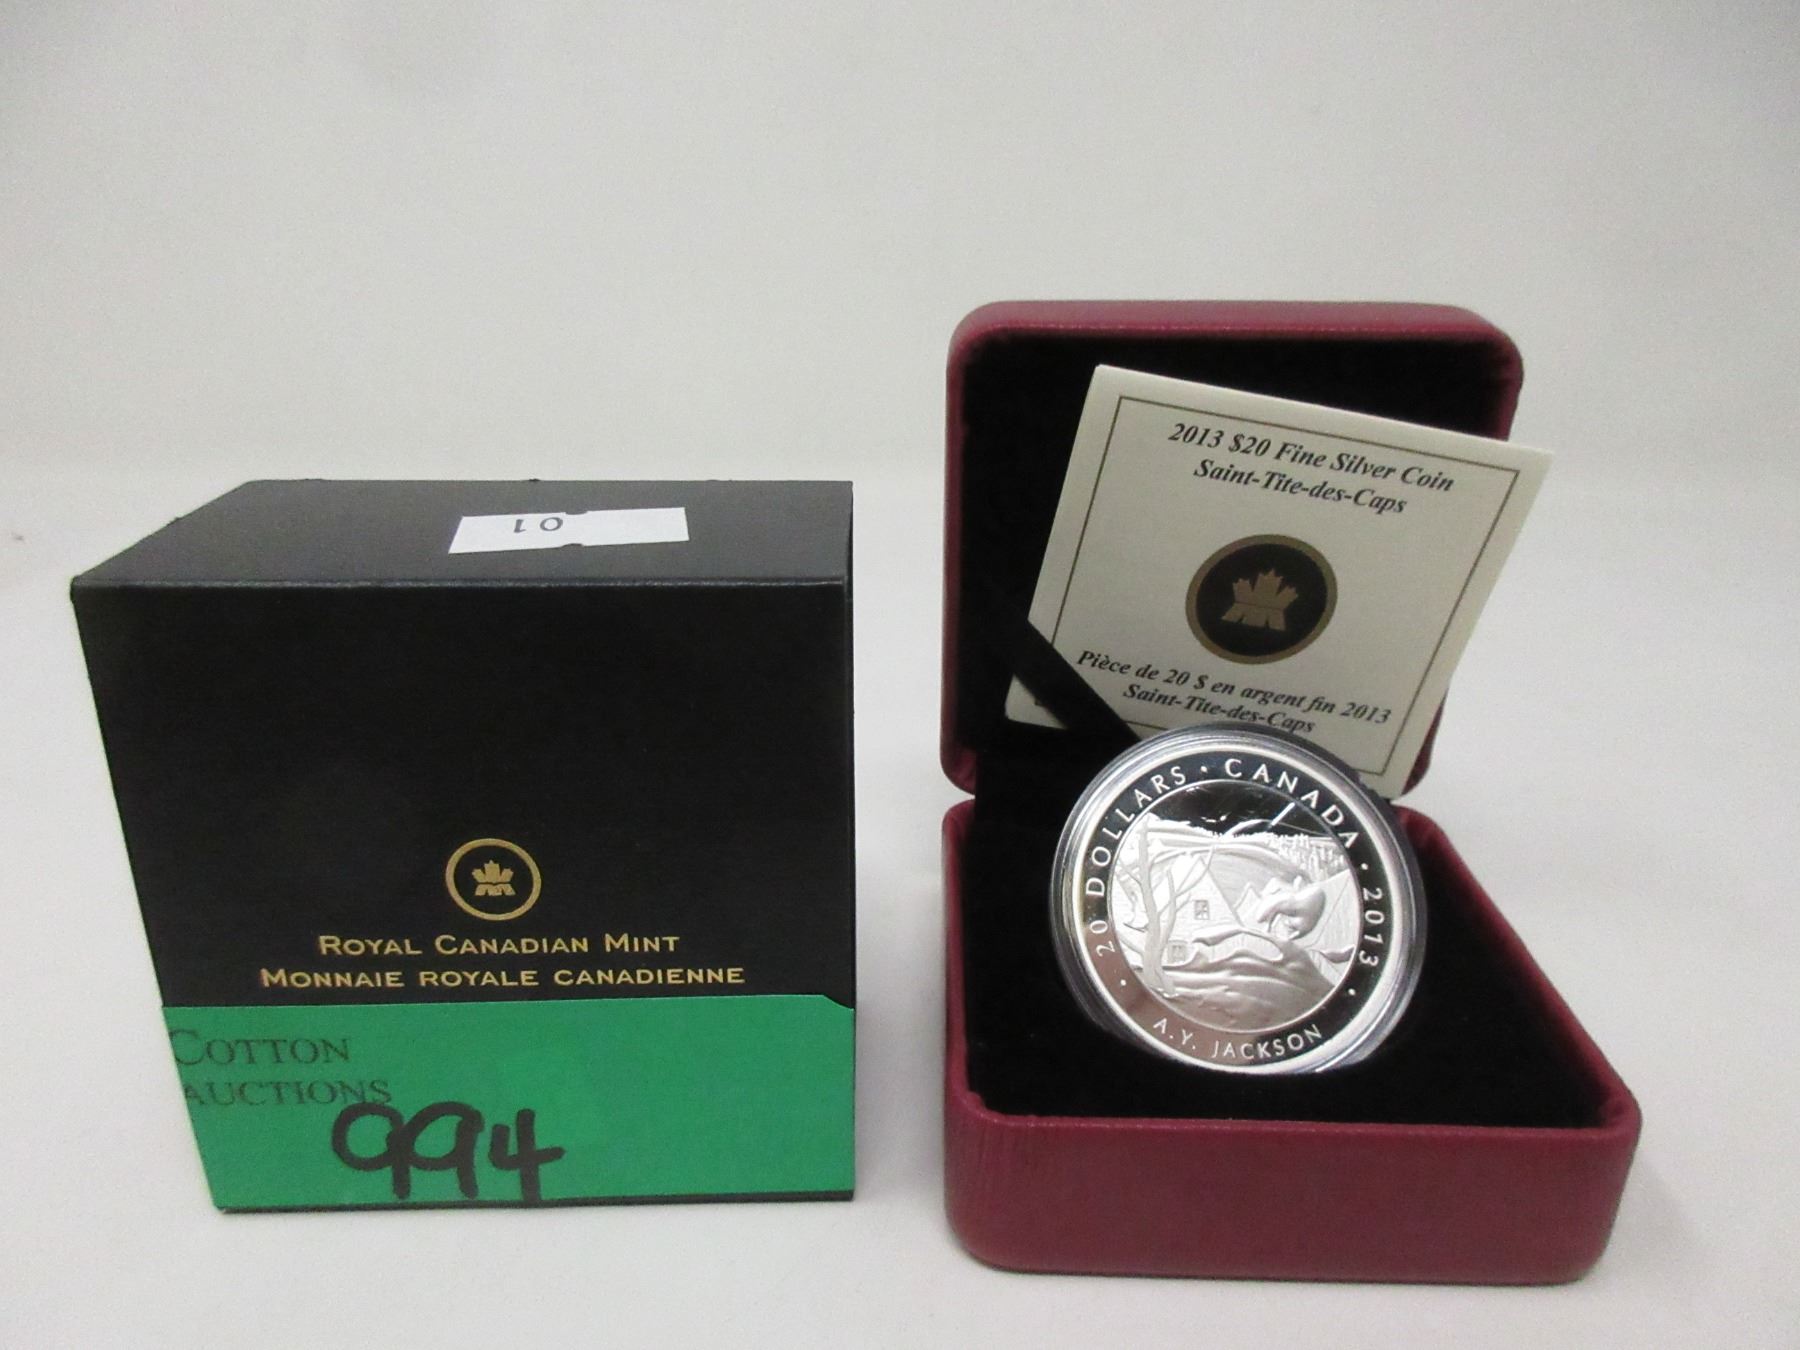 01
ROYAL CANADIAN MINT
MONNAIE ROYALE CANADIENNE
COTTON
AUCTIONS
994
2013 $20 Fine Silver Coin
Saint-Tite-des-Caps
Pièce de 20 $ en argent fin 2013
Saint-Tite-des-Caps
20 DOLLARS · CANADA · 2013 ·
A.Y. JACKSON ·